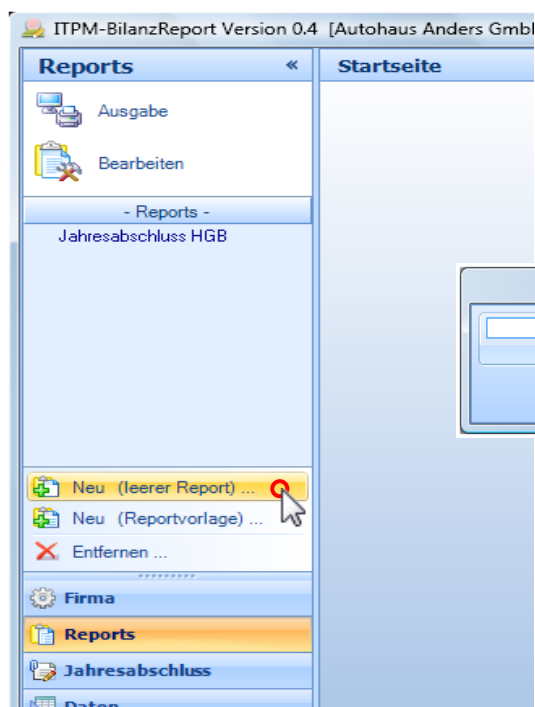 ITPM-BilanzReport Version 0.4 [Autohaus Anders Gmb
Reports «
Startseite
Ausgabe
Bearbeiten
- Reports -
Jahresabschluss HGB
Neu (leerer Report) ...
Neu (Reportvorlage) ...
Entfernen ...
Firma
Reports
Jahresabschluss
Daten